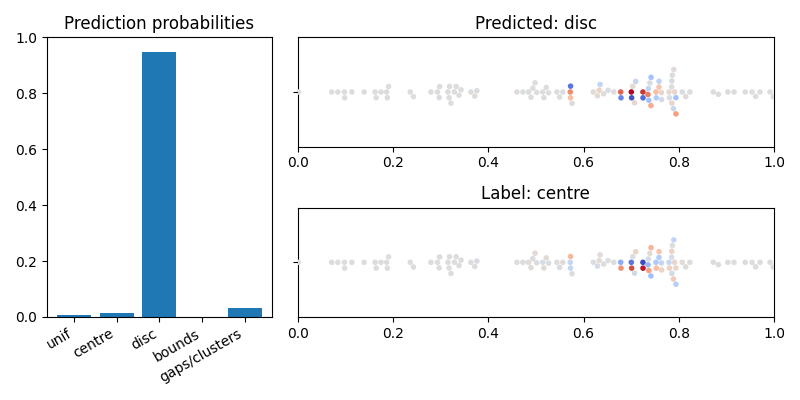 Prediction probabilities
1.0
0.8
0.6
0.4
0.2
0.0
unif
centre
disc
bounds
gaps/clusters
Predicted: disc
0.0 0.2 0.4 0.6 0.8 1.0
Label: centre
0.0 0.2 0.4 0.6 0.8 1.0